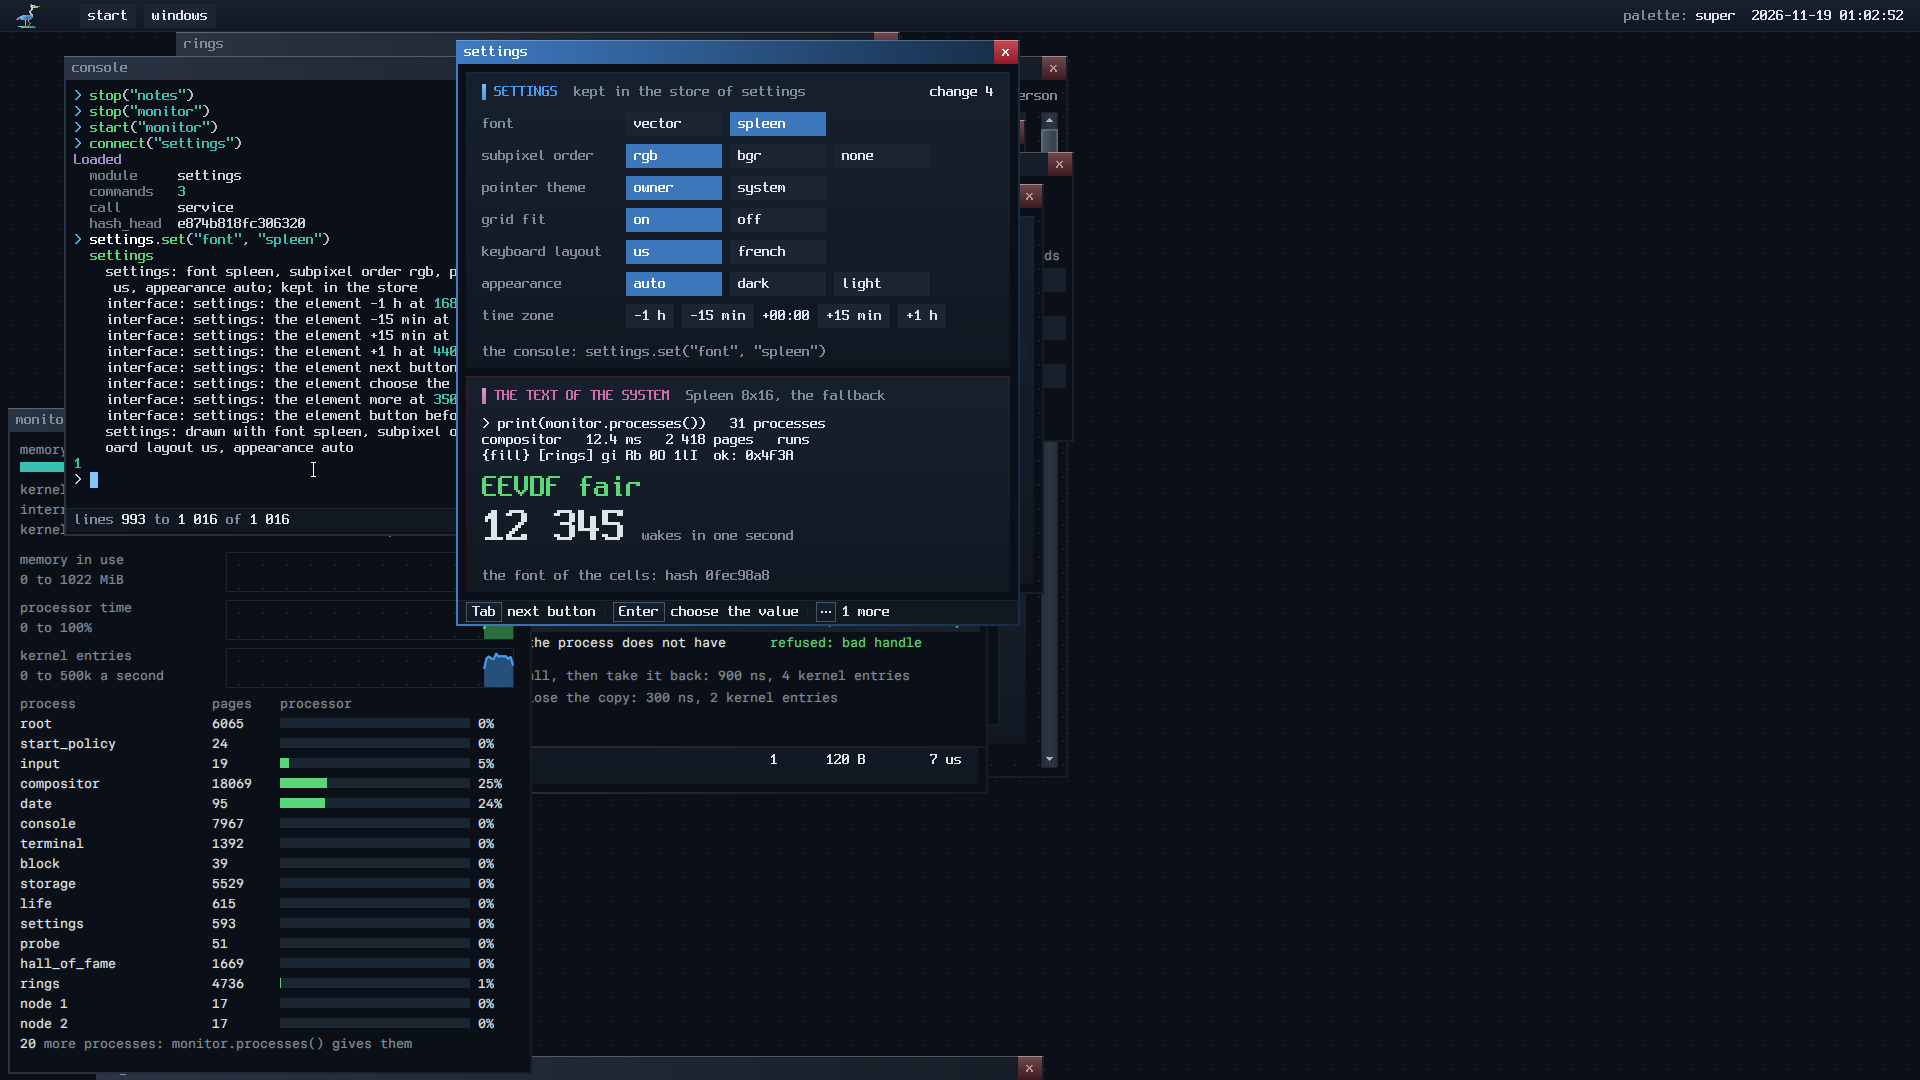 start windows palette: super 2026-11-19 01:02:52
rings
console
> stop("notes")
> stop("monitor")
> start("monitor")
> connect("settings")
Loaded
module settings
commands 3
call service
hash_head e874b818fc306320
> settings.set("font", "spleen")
settings
settings: font spleen, subpixel order rgb, p
us, appearance auto; kept in the store
interface: settings: the element -1 h at 168
interface: settings: the element -15 min at
interface: settings: the element +15 min at
interface: settings: the element +1 h at 440
interface: settings: the element next button
interface: settings: the element choose the
interface: settings: the element more at 350
interface: settings: the element button befo
settings: drawn with font spleen, subpixel o
oard layout us, appearance auto
1
>
lines 993 to 1 016 of 1 016
settings x
SETTINGS kept in the store of settings change 4
font vector spleen
subpixel order rgb bgr none
pointer theme owner system
grid fit on off
keyboard layout us french
appearance auto dark light
time zone -1 h -15 min +00:00 +15 min +1 h
the console: settings.set("font", "spleen")
THE TEXT OF THE SYSTEM Spleen 8x16, the fallback
> print(monitor.processes()) 31 processes
compositor 12.4 ms 2 418 pages runs
{fill} [rings] gi Rb 0O 1lI ok: 0x4F3A
EEVDF fair
12 345 wakes in one second
the font of the cells: hash 0fec98a8
Tab next button Enter choose the value ... 1 more
x
erson
x
x
ds
he process does not have refused: bad handle
all, then take it back: 900 ns, 4 kernel entries
lose the copy: 300 ns, 2 kernel entries
1 120 B 7 us
x
monito
memory
kernel
inter
kernel
memory in use
0 to 1022 MiB
processor time
0 to 100%
kernel entries
0 to 500k a second
process pages processor
root 6065 0%
start_policy 24 0%
input 19 5%
compositor 18069 25%
date 95 24%
console 7967 0%
terminal 1392 0%
block 39 0%
storage 5529 0%
life 615 0%
settings 593 0%
probe 51 0%
hall_of_fame 1669 0%
rings 4736 1%
node 1 17 0%
node 2 17 0%
20 more processes: monitor.processes() gives them